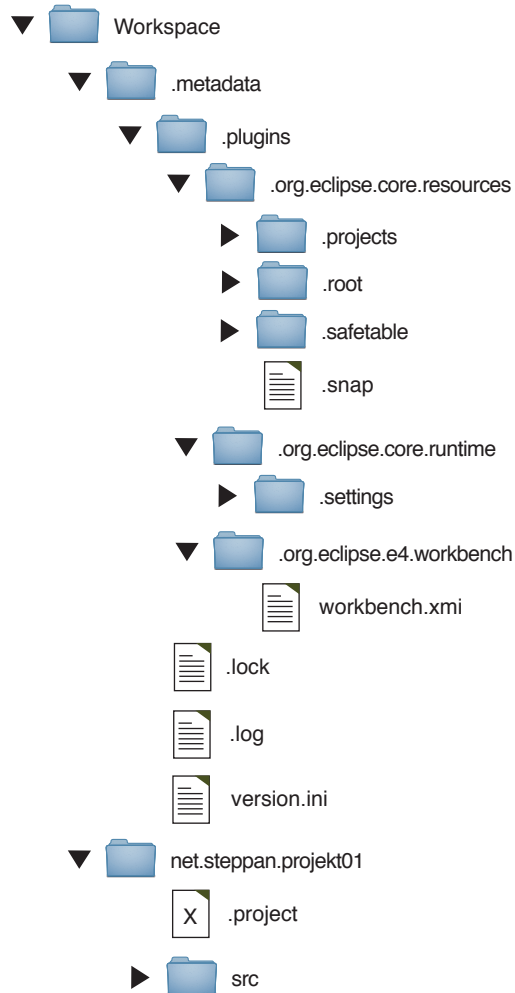 Workspace
.metadata
.plugins
.org.eclipse.core.resources
.projects
.root
.safetable
.snap
.org.eclipse.core.runtime
.settings
.org.eclipse.e4.workbench
workbench.xmi
.lock
.log
version.ini
net.steppan.projekt01
X .project
src